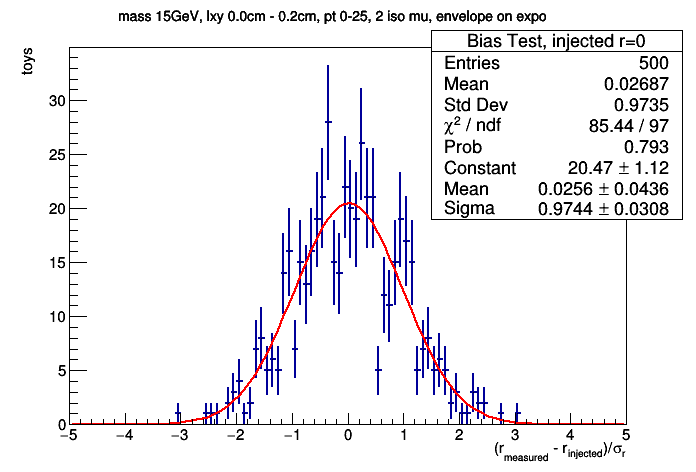 mass 15GeV, lxy 0.0cm - 0.2cm, pt 0-25, 2 iso mu, envelope on expo
Bias Test, injected r=0
Entries 500
Mean 0.02687
Std Dev 0.9735
χ² / ndf 85.44 / 97
Prob 0.793
Constant 20.47 ± 1.12
Mean 0.0256 ± 0.0436
Sigma 0.9744 ± 0.0308
toys
30
25
20
15
10
5
0
−5 −4 −3 −2 −1 0 1 2 3 4 5
(r_measured - r_injected)/σ_r